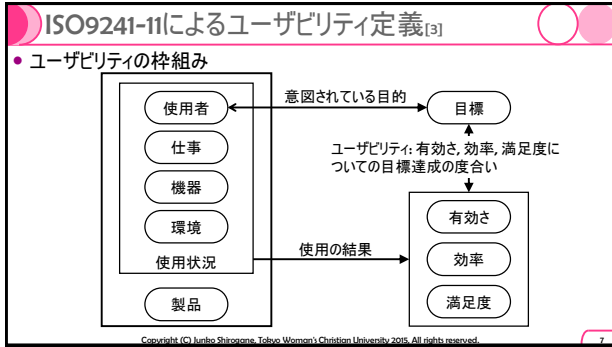 ISO9241-11によるユーザビリティ定義[3]
• ユーザビリティの枠組み
使用者
意図されている目的
目標
仕事
ユーザビリティ: 有効さ, 効率, 満足度に
ついての目標達成の度合い
機器
環境
有効さ
使用状況
使用の結果
効率
製品
満足度
Copyright (C) Junko Shirogane, Tokyo Woman's Christian University 2015, All rights reserved.
7